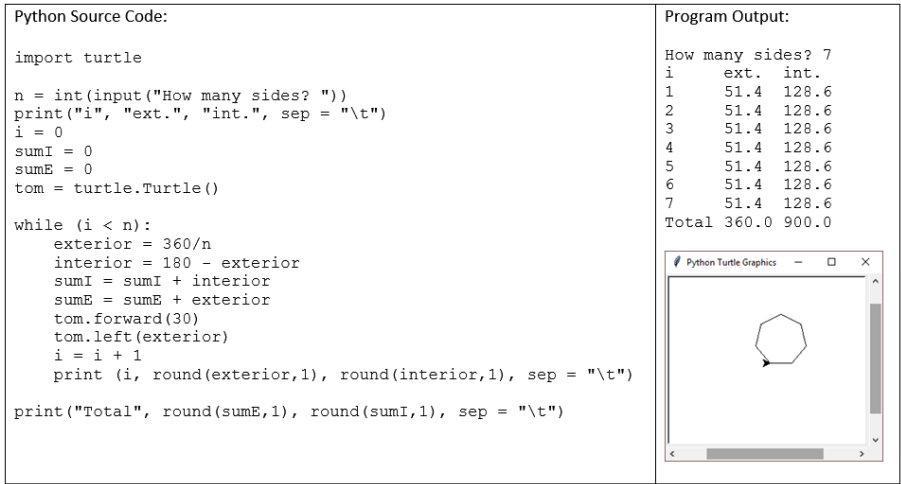 Python Source Code:
import turtle
n = int(input("How many sides? "))
print("i", "ext.", "int.", sep = "\t")
i = 0
sumI = 0
sumE = 0
tom = turtle.Turtle()
while (i < n):
    exterior = 360/n
    interior = 180 - exterior
    sumI = sumI + interior
    sumE = sumE + exterior
    tom.forward(30)
    tom.left(exterior)
    i = i + 1
    print (i, round(exterior,1), round(interior,1), sep = "\t")
print("Total", round(sumE,1), round(sumI,1), sep = "\t")
Program Output:
How many sides? 7
i ext. int.
1 51.4 128.6
2 51.4 128.6
3 51.4 128.6
4 51.4 128.6
5 51.4 128.6
6 51.4 128.6
7 51.4 128.6
Total 360.0 900.0
Python Turtle Graphics